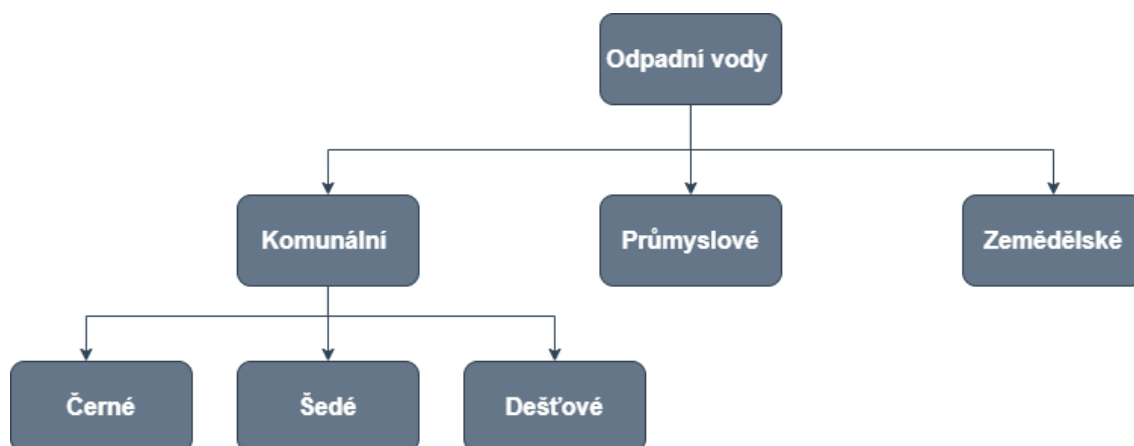 Odpadní vody
Komunální
Průmyslové
Zemědělské
Černé
Šedé
Dešťové